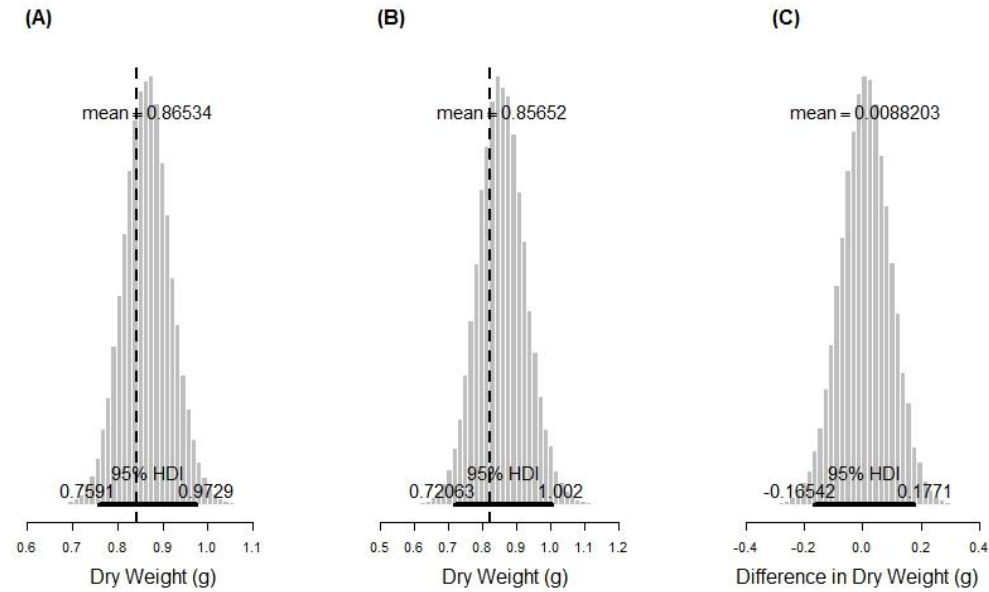 (A)
mean = 0.86534
95% HDI
0.7591 0.9729
0.6 0.7 0.8 0.9 1.0 1.1
Dry Weight (g)
(B)
mean = 0.85652
95% HDI
0.72063 1.002
0.5 0.6 0.7 0.8 0.9 1.0 1.1 1.2
Dry Weight (g)
(C)
mean = 0.0088203
95% HDI
-0.16542 0.1771
-0.4 -0.2 0.0 0.2 0.4
Difference in Dry Weight (g)